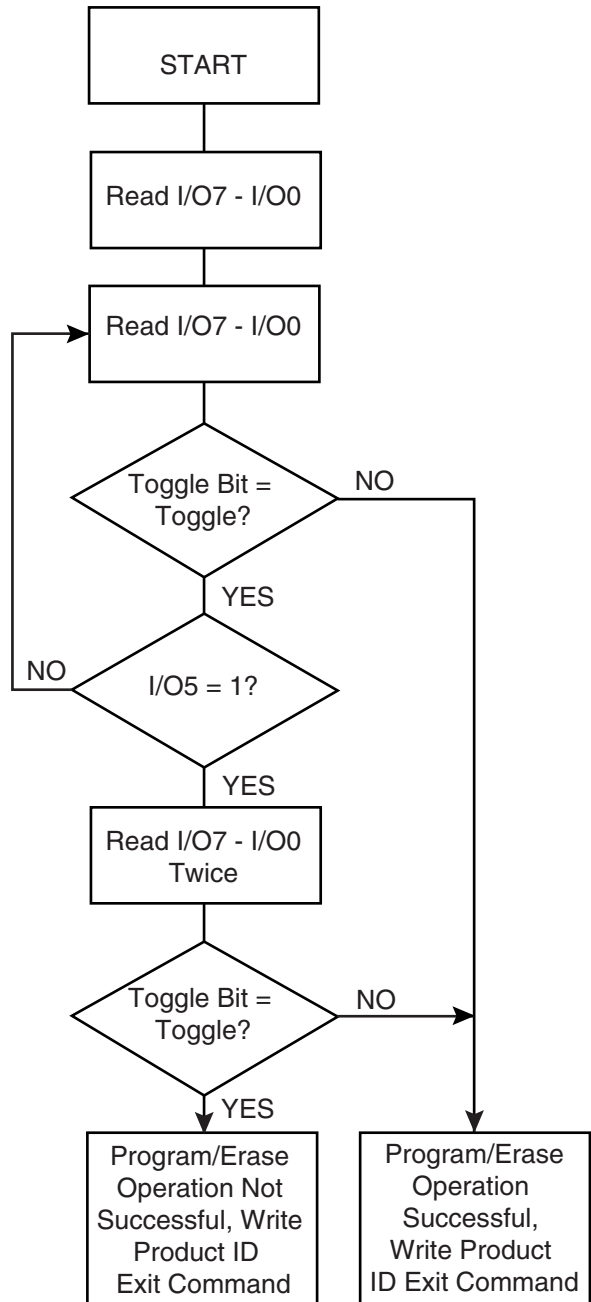 START
Read I/O7 - I/O0
Read I/O7 - I/O0
Toggle Bit =
Toggle?
NO
YES
NO
I/O5 = 1?
YES
Read I/O7 - I/O0
Twice
Toggle Bit =
Toggle?
NO
YES
Program/Erase
Operation Not
Successful, Write
Product ID
Exit Command
Program/Erase
Operation
Successful,
Write Product
ID Exit Command